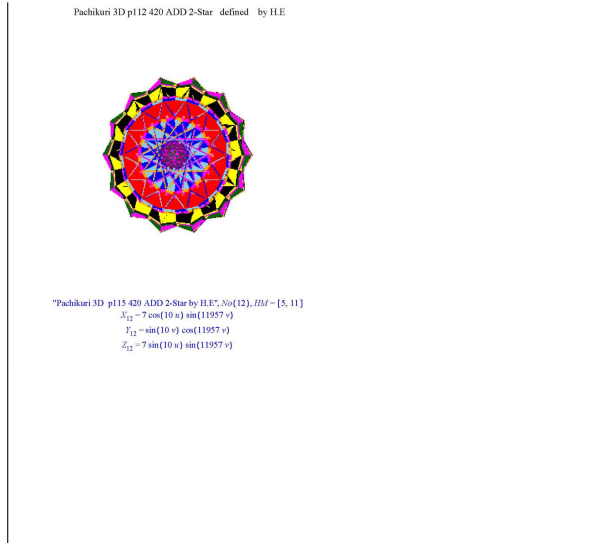 Pachikuri 3D p112 420 ADD 2-Star defined by H.E
"Pachikuri 3D p115 420 ADD 2-Star by H.E", No(12), HM = [5, 11]
X₁₂ = 7 cos(10 u) sin(11957 v)
Y₁₂ = sin(10 v) cos(11957 v)
Z₁₂ = 7 sin(10 u) sin(11957 v)